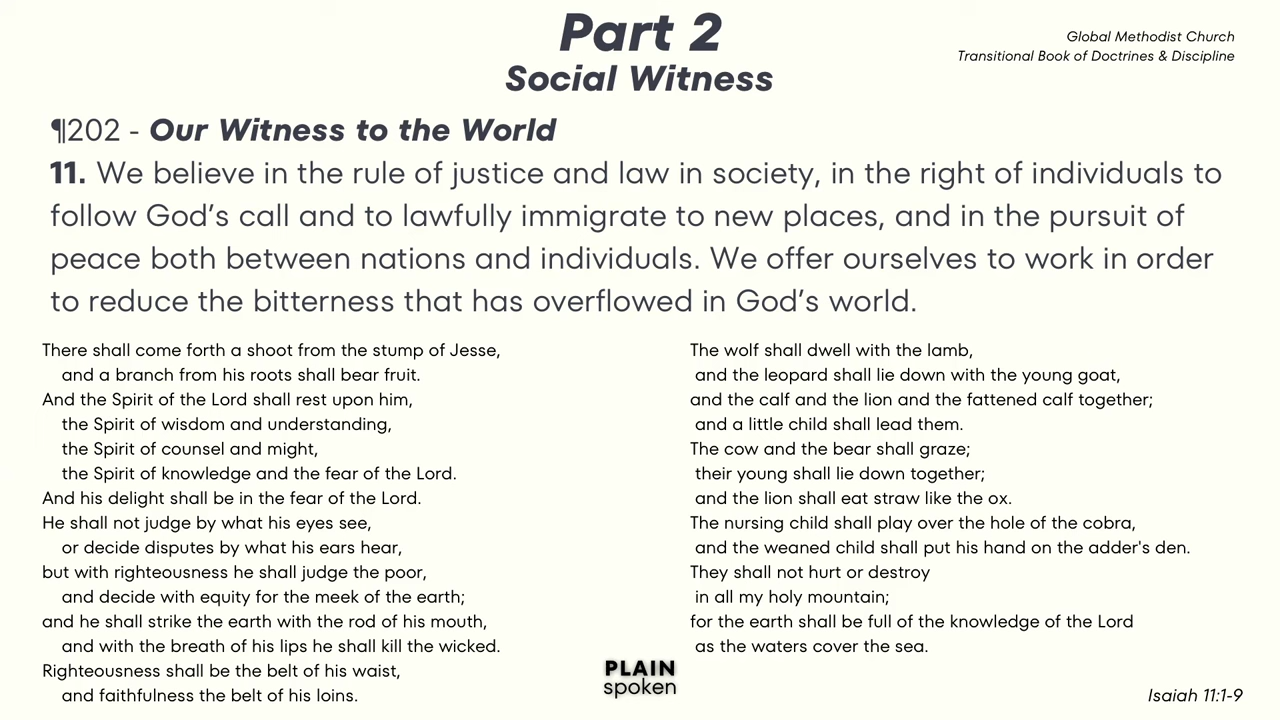 Part 2
Social Witness
Global Methodist Church
Transitional Book of Doctrines & Discipline
¶202 - Our Witness to the World
11. We believe in the rule of justice and law in society, in the right of individuals to
follow God’s call and to lawfully immigrate to new places, and in the pursuit of
peace both between nations and individuals. We offer ourselves to work in order
to reduce the bitterness that has overflowed in God’s world.
There shall come forth a shoot from the stump of Jesse,
and a branch from his roots shall bear fruit.
And the Spirit of the Lord shall rest upon him,
the Spirit of wisdom and understanding,
the Spirit of counsel and might,
the Spirit of knowledge and the fear of the Lord.
And his delight shall be in the fear of the Lord.
He shall not judge by what his eyes see,
or decide disputes by what his ears hear,
but with righteousness he shall judge the poor,
and decide with equity for the meek of the earth;
and he shall strike the earth with the rod of his mouth,
and with the breath of his lips he shall kill the wicked.
Righteousness shall be the belt of his waist,
and faithfulness the belt of his loins.
The wolf shall dwell with the lamb,
and the leopard shall lie down with the young goat,
and the calf and the lion and the fattened calf together;
and a little child shall lead them.
The cow and the bear shall graze;
their young shall lie down together;
and the lion shall eat straw like the ox.
The nursing child shall play over the hole of the cobra,
and the weaned child shall put his hand on the adder's den.
They shall not hurt or destroy
in all my holy mountain;
for the earth shall be full of the knowledge of the Lord
as the waters cover the sea.
PLAIN
spoken
Isaiah 11:1-9